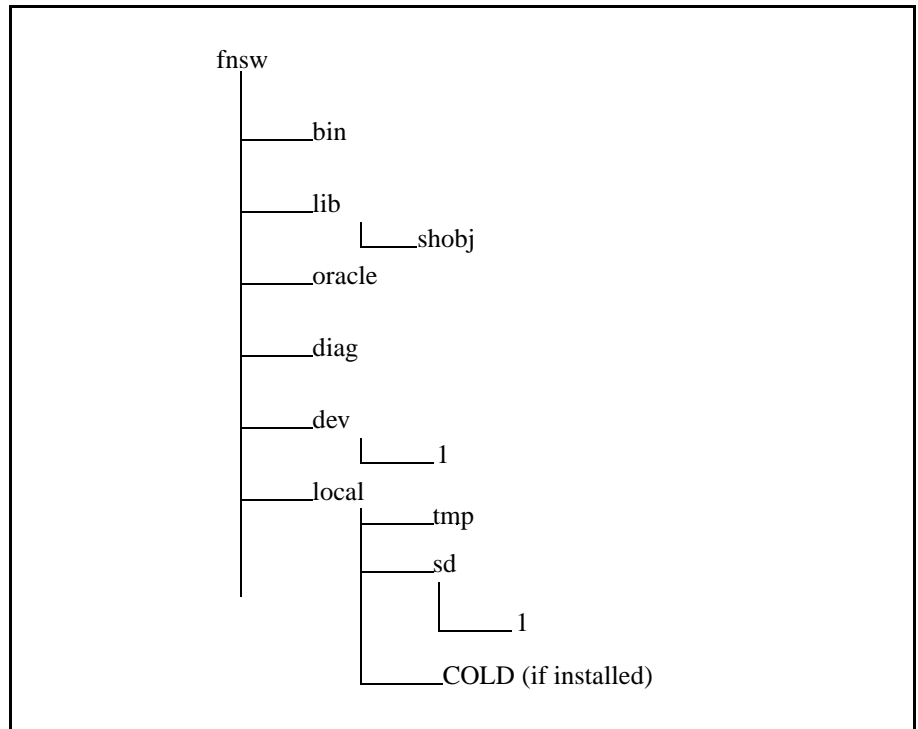 fnsw
bin
lib
shobj
oracle
diag
dev
1
local
tmp
sd
1
COLD (if installed)